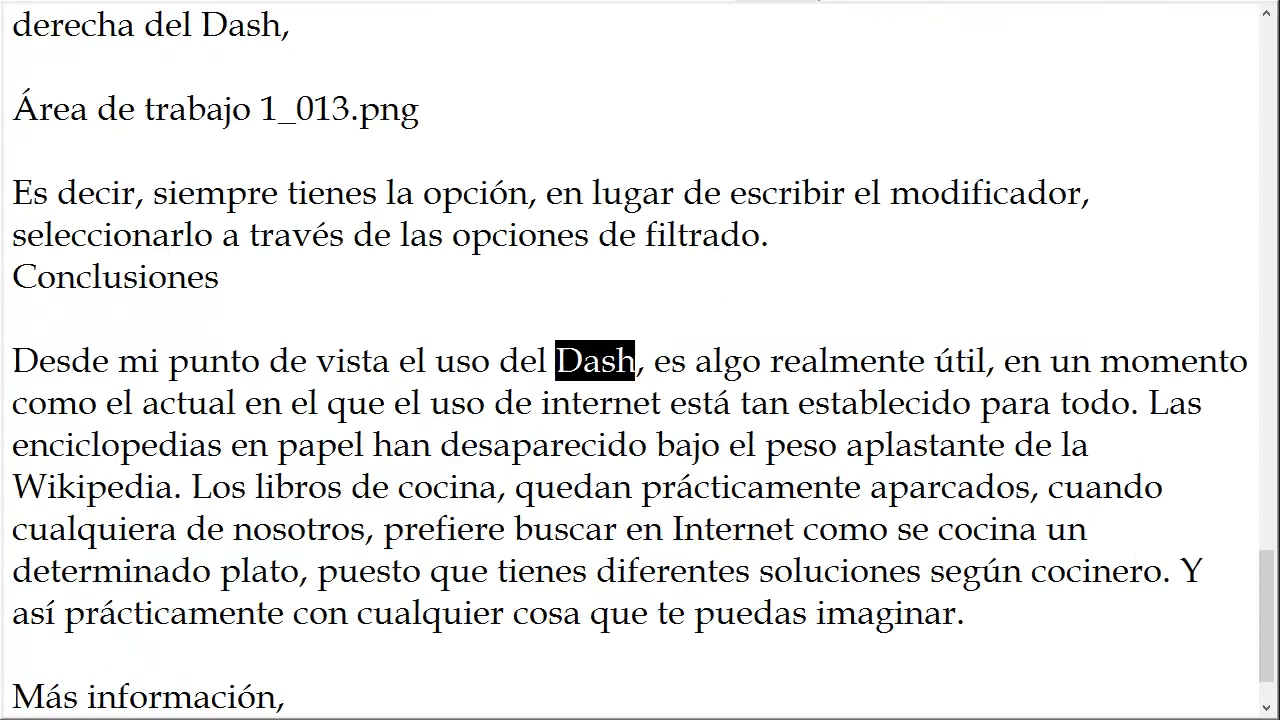 derecha del Dash,
Área de trabajo 1_013.png
Es decir, siempre tienes la opción, en lugar de escribir el modificador,
seleccionarlo a través de las opciones de filtrado.
Conclusiones
Desde mi punto de vista el uso del Dash, es algo realmente útil, en un momento
como el actual en el que el uso de internet está tan establecido para todo. Las
enciclopedias en papel han desaparecido bajo el peso aplastante de la
Wikipedia. Los libros de cocina, quedan prácticamente aparcados, cuando
cualquiera de nosotros, prefiere buscar en Internet como se cocina un
determinado plato, puesto que tienes diferentes soluciones según cocinero. Y
así prácticamente con cualquier cosa que te puedas imaginar.
Más información,